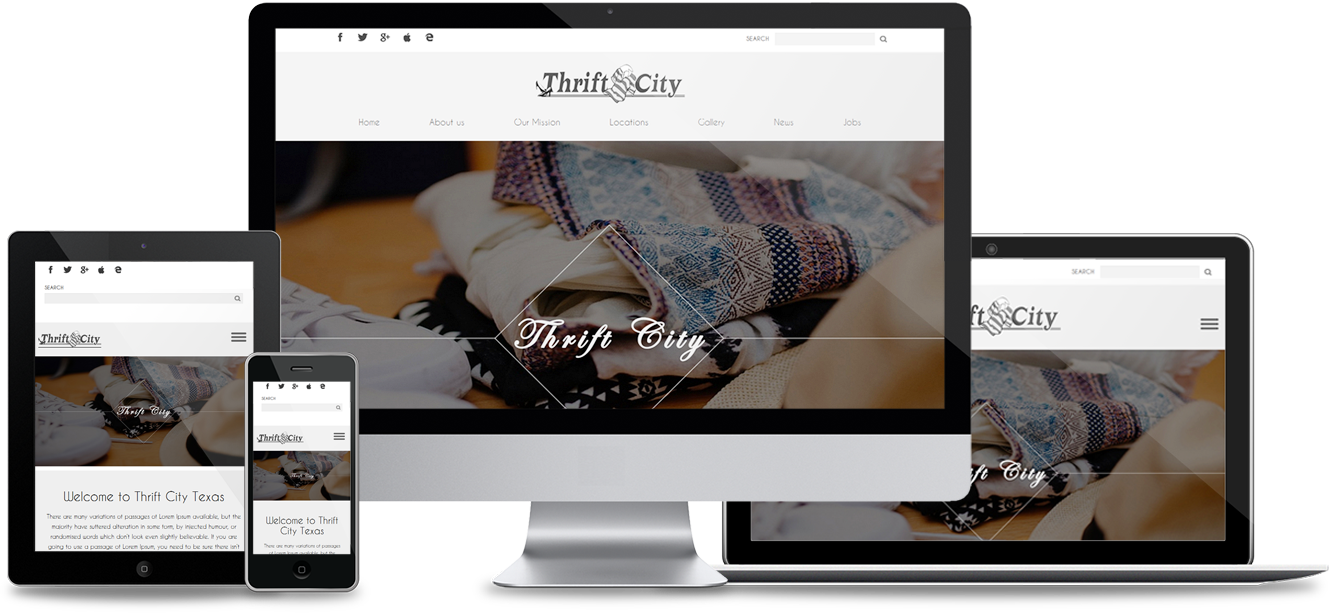 SEARCH
Thrift City
Home About us Our Mission Locations Gallery News Jobs
Thrift City
SEARCH
Thrift City
Thrift City
Welcome to Thrift City Texas
There are many variations of passages of Lorem Ipsum available, but the
majority have suffered alteration in some form, by injected humour, or
randomised words which don't look even slightly believable. If you are
going to use a passage of Lorem Ipsum, you need to be sure there isn't
SEARCH
Thrift City
Thrift City
Welcome to Thrift
City Texas
There are many variations of passages
SEARCH
ft City
ift City